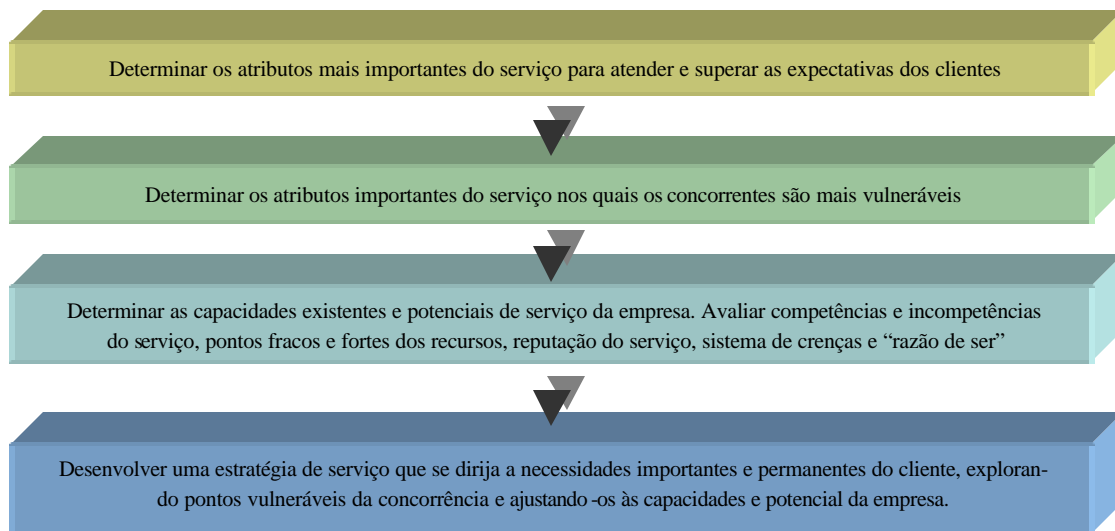 Determinar os atributos mais importantes do serviço para atender e superar as expectativas dos clientes
Determinar os atributos importantes do serviço nos quais os concorrentes são mais vulneráveis
Determinar as capacidades existentes e potenciais de serviço da empresa. Avaliar competências e incompetências
do serviço, pontos fracos e fortes dos recursos, reputação do serviço, sistema de crenças e “razão de ser”
Desenvolver uma estratégia de serviço que se dirija a necessidades importantes e permanentes do cliente, exploran-
do pontos vulneráveis da concorrência e ajustando-os às capacidades e potencial da empresa.